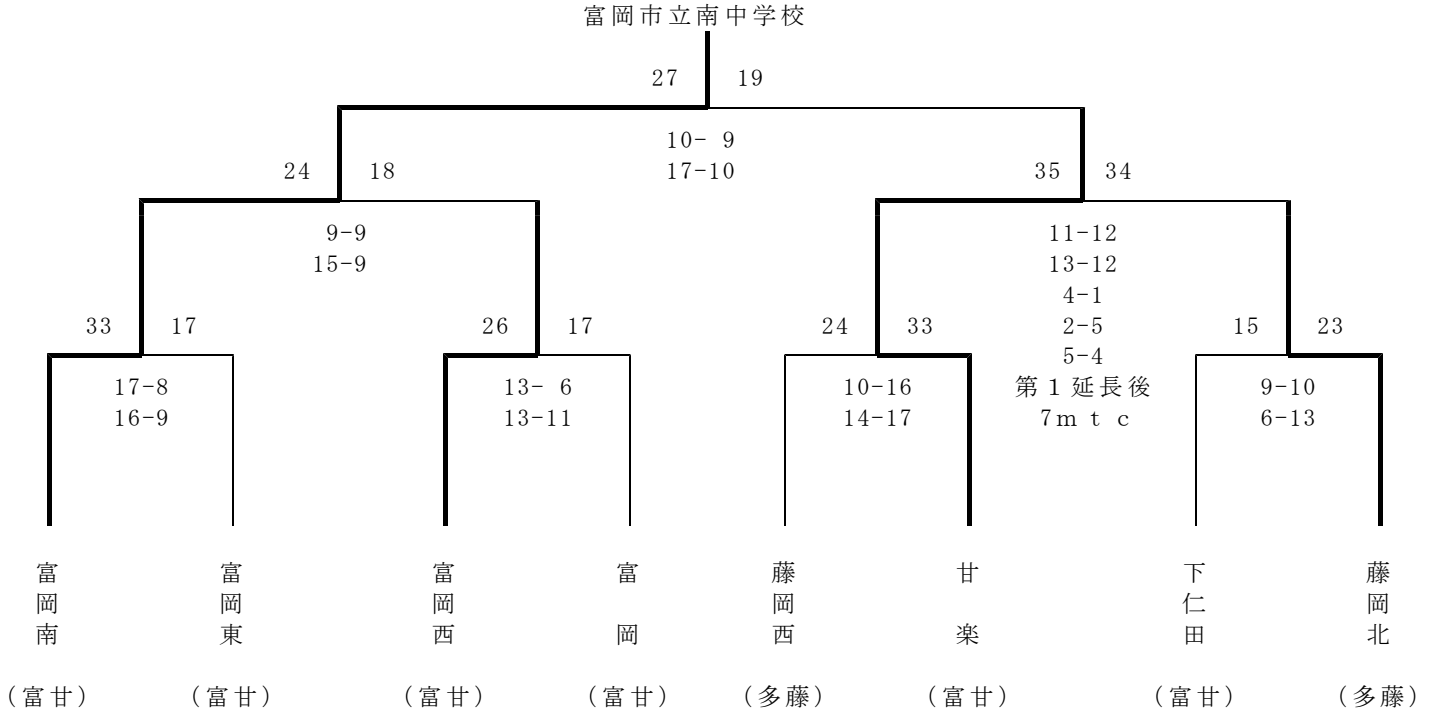 富岡市立南中学校
27 19
10- 9
17-10
24 18
35 34
9-9
15-9
11-12
13-12
4-1
2-5
5-4
第1延長後
7mtc
33 17
26 17
24 33
15 23
17-8
16-9
13- 6
13-11
10-16
14-17
9-10
6-13
富岡南
富岡東
富岡西
富岡
藤岡西
甘楽
下仁田
藤岡北
(富甘)
(富甘)
(富甘)
(富甘)
(多藤)
(富甘)
(富甘)
(多藤)